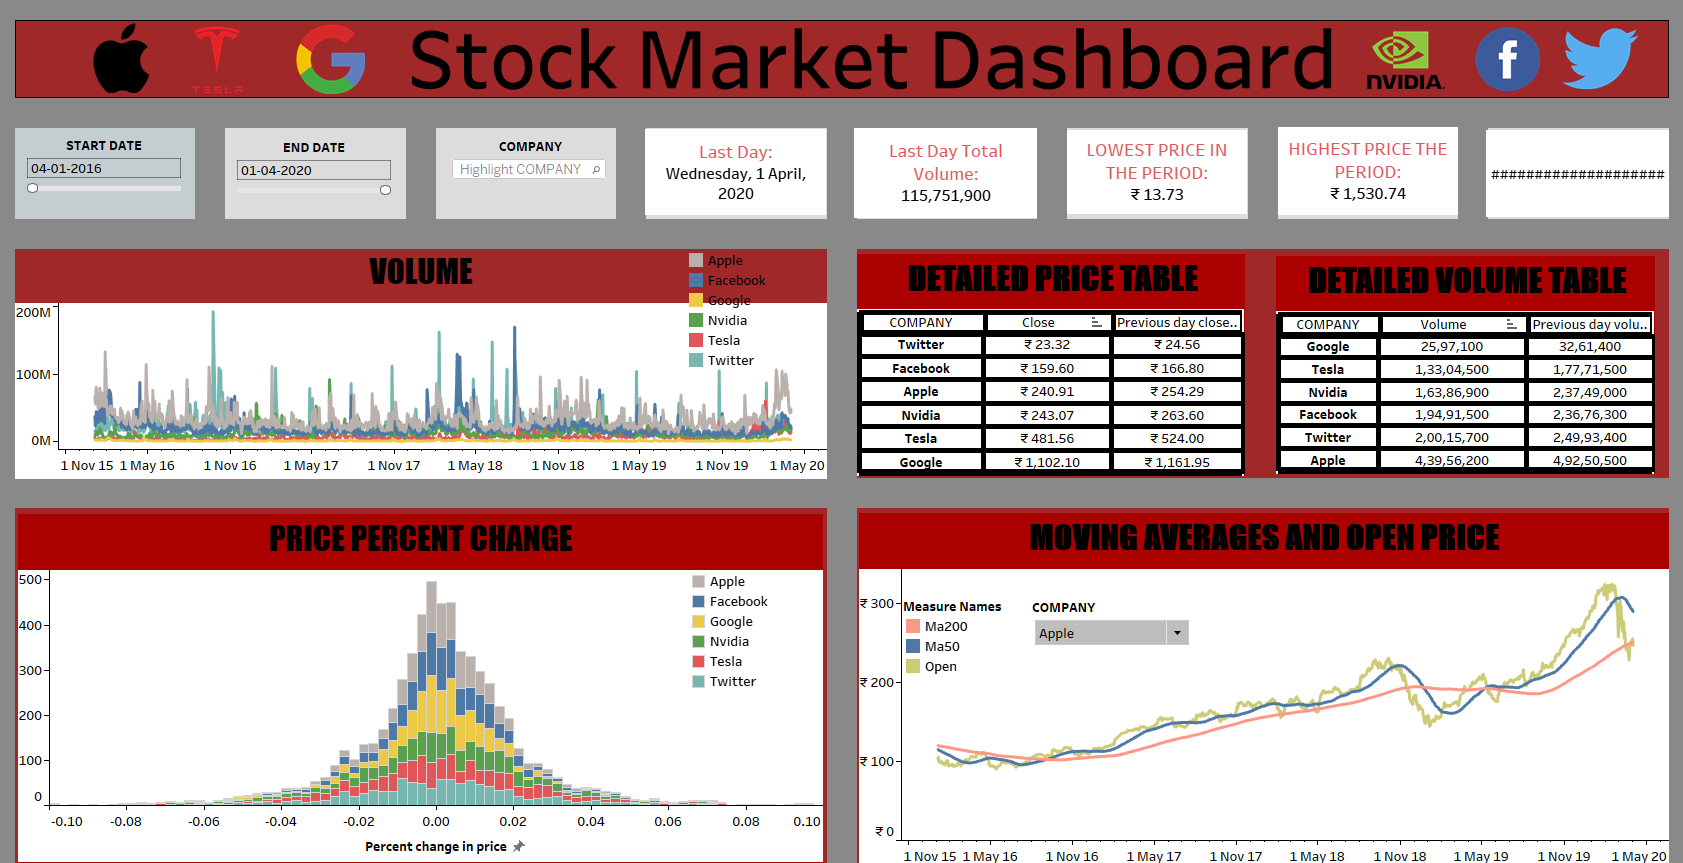 TESLA
Stock Market Dashboard
NVIDIA.
START DATE
04-01-2016
END DATE
01-04-2020
COMPANY
Highlight COMPANY
Last Day:
Wednesday, 1 April,
2020
Last Day Total
Volume:
115,751,900
LOWEST PRICE IN
THE PERIOD:
₹ 13.73
HIGHEST PRICE THE
PERIOD:
₹ 1,530.74
####################
VOLUME
Apple
Facebook
Google
Nvidia
Tesla
Twitter
200M
100M
0M
1 Nov 15 1 May 16 1 Nov 16 1 May 17 1 Nov 17 1 May 18 1 Nov 18 1 May 19 1 Nov 19 1 May 20
DETAILED PRICE TABLE
COMPANY Close Previous day close..
Twitter ₹ 23.32 ₹ 24.56
Facebook ₹ 159.60 ₹ 166.80
Apple ₹ 240.91 ₹ 254.29
Nvidia ₹ 243.07 ₹ 263.60
Tesla ₹ 481.56 ₹ 524.00
Google ₹ 1,102.10 ₹ 1,161.95
DETAILED VOLUME TABLE
COMPANY Volume Previous day volu..
Google 25,97,100 32,61,400
Tesla 1,33,04,500 1,77,71,500
Nvidia 1,63,86,900 2,37,49,000
Facebook 1,94,91,500 2,36,76,300
Twitter 2,00,15,700 2,49,93,400
Apple 4,39,56,200 4,92,50,500
PRICE PERCENT CHANGE
500
400
300
200
100
0
Apple
Facebook
Google
Nvidia
Tesla
Twitter
-0.10 -0.08 -0.06 -0.04 -0.02 0.00 0.02 0.04 0.06 0.08 0.10
Percent change in price
MOVING AVERAGES AND OPEN PRICE
₹ 300
₹ 200
₹ 100
₹ 0
Measure Names
Ma200
Ma50
Open
COMPANY
Apple
1 Nov 15 1 May 16 1 Nov 16 1 May 17 1 Nov 17 1 May 18 1 Nov 18 1 May 19 1 Nov 19 1 May 20